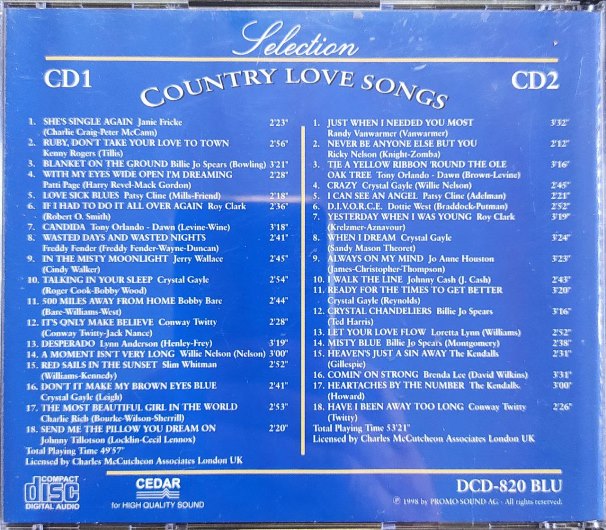 Selection
CD1
COUNTRY LOVE SONGS
CD2
1. SHE'S SINGLE AGAIN Janie Fricke 2'23"
(Charlie Craig-Peter McCann)
2. RUBY, DON'T TAKE YOUR LOVE TO TOWN 2'56"
Kenny Rogers (Tillis)
3. BLANKET ON THE GROUND Billie Jo Spears (Bowling) 3'21"
4. WITH MY EYES WIDE OPEN I'M DREAMING 2'28"
Patti Page (Harry Revel-Mack Gordon)
5. LOVE SICK BLUES Patsy Cline (Mills-Friend) 2'18"
6. IF I HAD TO DO IT ALL OVER AGAIN Roy Clark 2'36"
(Robert O. Smith)
7. CANDIDA Tony Orlando - Dawn (Levine-Wine) 3'18"
8. WASTED DAYS AND WASTED NIGHTS 2'41"
Freddy Fender (Freddy Fender-Wayne-Duncan)
9. IN THE MISTY MOONLIGHT Jerry Wallace 2'45"
(Cindy Walker)
10. TALKING IN YOUR SLEEP Crystal Gayle 2'54"
(Roger Cook-Bobby Wood)
11. 500 MILES AWAY FROM HOME Bobby Bare 2'44"
(Bare-Williams-West)
12. IT'S ONLY MAKE BELIEVE Conway Twitty 2'28"
(Conway Twitty-Jack Nance)
13. DESPERADO Lynn Anderson (Henley-Frey) 3'19"
14. A MOMENT ISN'T VERY LONG Willie Nelson (Nelson) 3'00"
15. RED SAILS IN THE SUNSET Slim Whitman 2'52"
(Williams-Kennedy)
16. DON'T IT MAKE MY BROWN EYES BLUE 2'41"
Crystal Gayle (Leigh)
17. THE MOST BEAUTIFUL GIRL IN THE WORLD 2'53"
Charlie Rich (Bourke-Wilson-Sherrill)
18. SEND ME THE PILLOW YOU DREAM ON 2'20"
Johnny Tillotson (Locklin-Cecil Lennox)
Total Playing Time 49'57"
Licensed by Charles McCutcheon Associates London UK
1. JUST WHEN I NEEDED YOU MOST 3'32"
Randy Vanwarmer (Vanwarmer)
2. NEVER BE ANYONE ELSE BUT YOU 2'12"
Ricky Nelson (Knight-Zomba)
3. TIE A YELLOW RIBBON 'ROUND THE OLE 3'16"
OAK TREE Tony Orlando - Dawn (Brown-Levine)
4. CRAZY Crystal Gayle (Willie Nelson) 2'45"
5. I CAN SEE AN ANGEL Patsy Cline (Adelman) 2'21"
6. D.I.V.O.R.C.E. Dottie West (Braddock-Putman) 2'52"
7. YESTERDAY WHEN I WAS YOUNG Roy Clark 3'19"
(Krelzmer-Aznavour)
8. WHEN I DREAM Crystal Gayle 3'24"
(Sandy Mason Theoret)
9. ALWAYS ON MY MIND Jo Anne Houston 3'23"
(James-Christopher-Thompson)
10. I WALK THE LINE Johnny Cash (J. Cash) 2'43"
11. READY FOR THE TIMES TO GET BETTER 3'20"
Crystal Gayle (Reynolds)
12. CRYSTAL CHANDELIERS Billie Jo Spears 3'16"
(Ted Harris)
13. LET YOUR LOVE FLOW Loretta Lynn (Williams) 2'52"
14. MISTY BLUE Billie Jo Spears (Montgomery) 2'38"
15. HEAVEN'S JUST A SIN AWAY The Kendalls 2'31"
(Gillespie)
16. COMIN' ON STRONG Brenda Lee (David Wilkins) 3'31"
17. HEARTACHES BY THE NUMBER The Kendalls. 3'00"
(Howard)
18. HAVE I BEEN AWAY TOO LONG Conway Twitty 2'26"
(Twitty)
Total Playing Time 53'21"
Licensed by Charles McCutcheon Associates London UK
COMPACT
disc
DIGITAL AUDIO
CEDAR
for HIGH QUALITY SOUND
DCD-820 BLU
℗ 1998 by PROMO SOUND AG - All rights reserved.